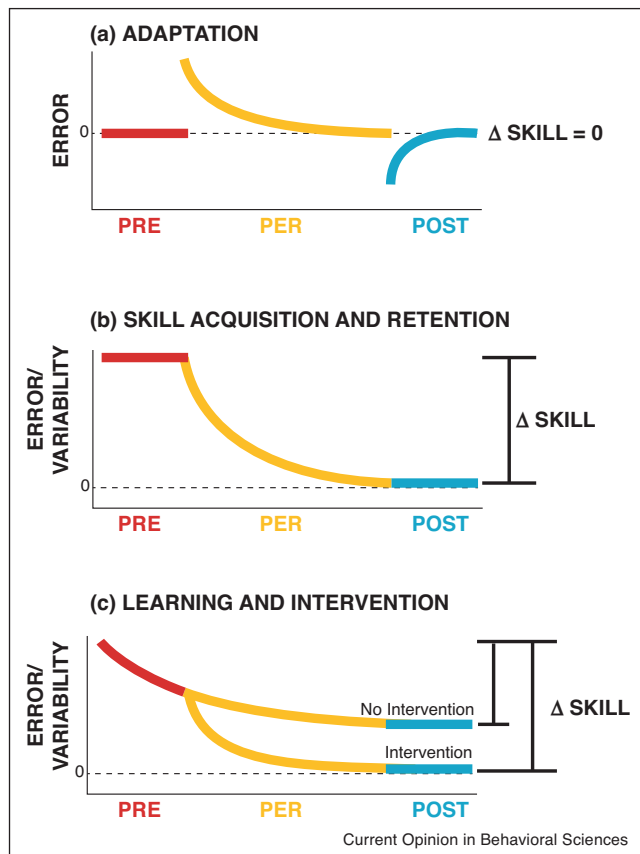 (a) ADAPTATION
ERROR
0
Δ SKILL = 0
PRE
PER
POST
(b) SKILL ACQUISITION AND RETENTION
ERROR/
VARIABILITY
0
Δ SKILL
PRE
PER
POST
(c) LEARNING AND INTERVENTION
ERROR/
VARIABILITY
No Intervention
Δ SKILL
Intervention
0
PRE
PER
POST
Current Opinion in Behavioral Sciences